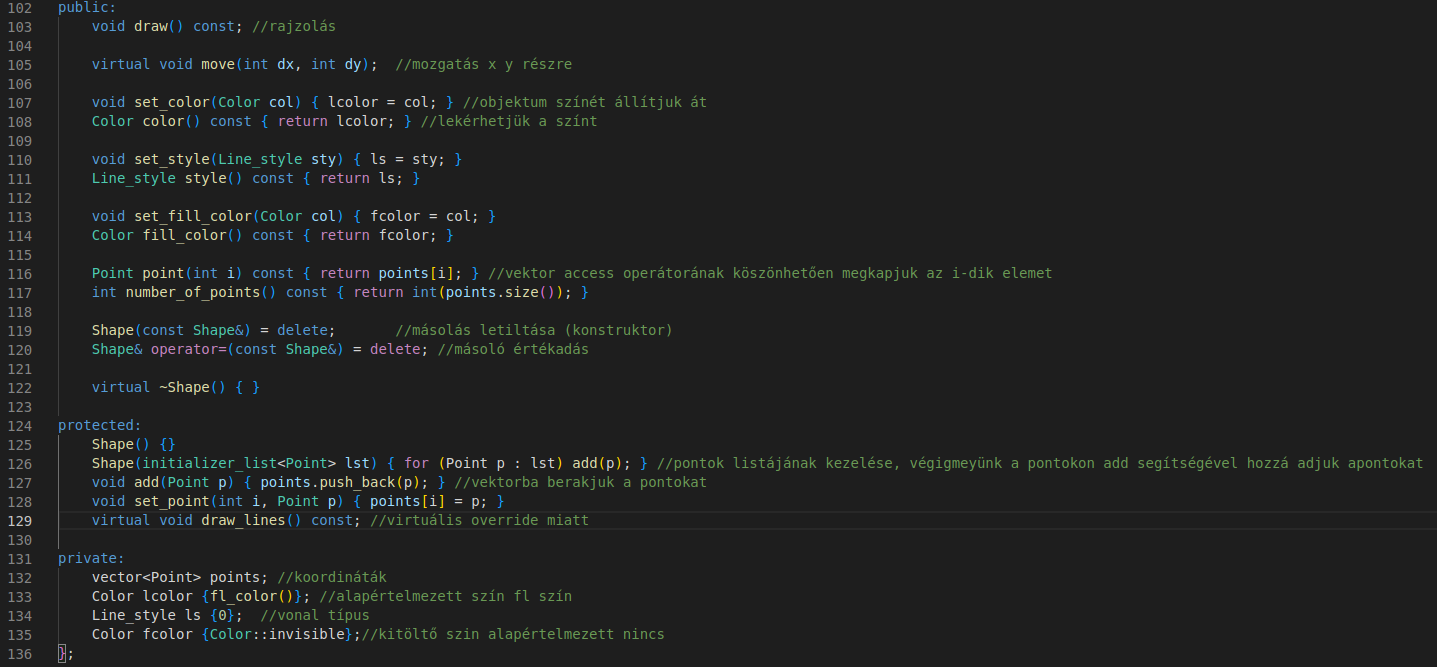 102 public:
103 void draw() const; //rajzolás
104
105 virtual void move(int dx, int dy);  //mozgatás x y részre
106
107 void set_color(Color col) { lcolor = col; } //objektum színét állítjuk át
108 Color color() const { return lcolor; } //lekérhetjük a színt
109
110 void set_style(Line_style sty) { ls = sty; }
111 Line_style style() const { return ls; }
112
113 void set_fill_color(Color col) { fcolor = col; }
114 Color fill_color() const { return fcolor; }
115
116 Point point(int i) const { return points[i]; } //vektor access operátorának köszönhetően megkapjuk az i-dik elemet
117 int number_of_points() const { return int(points.size()); }
118
119 Shape(const Shape&) = delete;       //másolás letiltása (konstruktor)
120 Shape& operator=(const Shape&) = delete; //másoló értékadás
121
122 virtual ~Shape() { }
123
124 protected:
125 Shape() {}
126 Shape(initializer_list<Point> lst) { for (Point p : lst) add(p); } //pontok listájának kezelése, végigmeyünk a pontokon add segítségével hozzá adjuk apontokat
127 void add(Point p) { points.push_back(p); } //vektorba berakjuk a pontokat
128 void set_point(int i, Point p) { points[i] = p; }
129 virtual void draw_lines() const; //virtuális override miatt
130
131 private:
132 vector<Point> points; //koordináták
133 Color lcolor {fl_color()}; //alapértelmezett szín fl szín
134 Line_style ls {0};  //vonal típus
135 Color fcolor {Color::invisible};//kitöltő szin alapértelmezett nincs
136 };